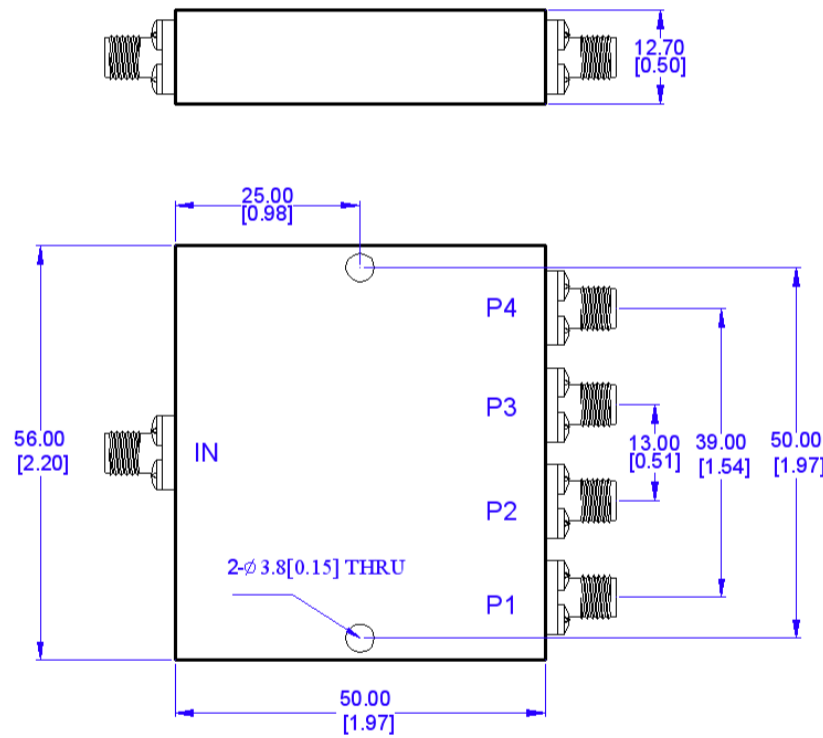 12.70
[0.50]
25.00
[0.98]
P4
P3
56.00
[2.20]
IN
13.00
[0.51]
39.00
[1.54]
50.00
[1.97]
P2
2-∅3.8[0.15] THRU
P1
50.00
[1.97]